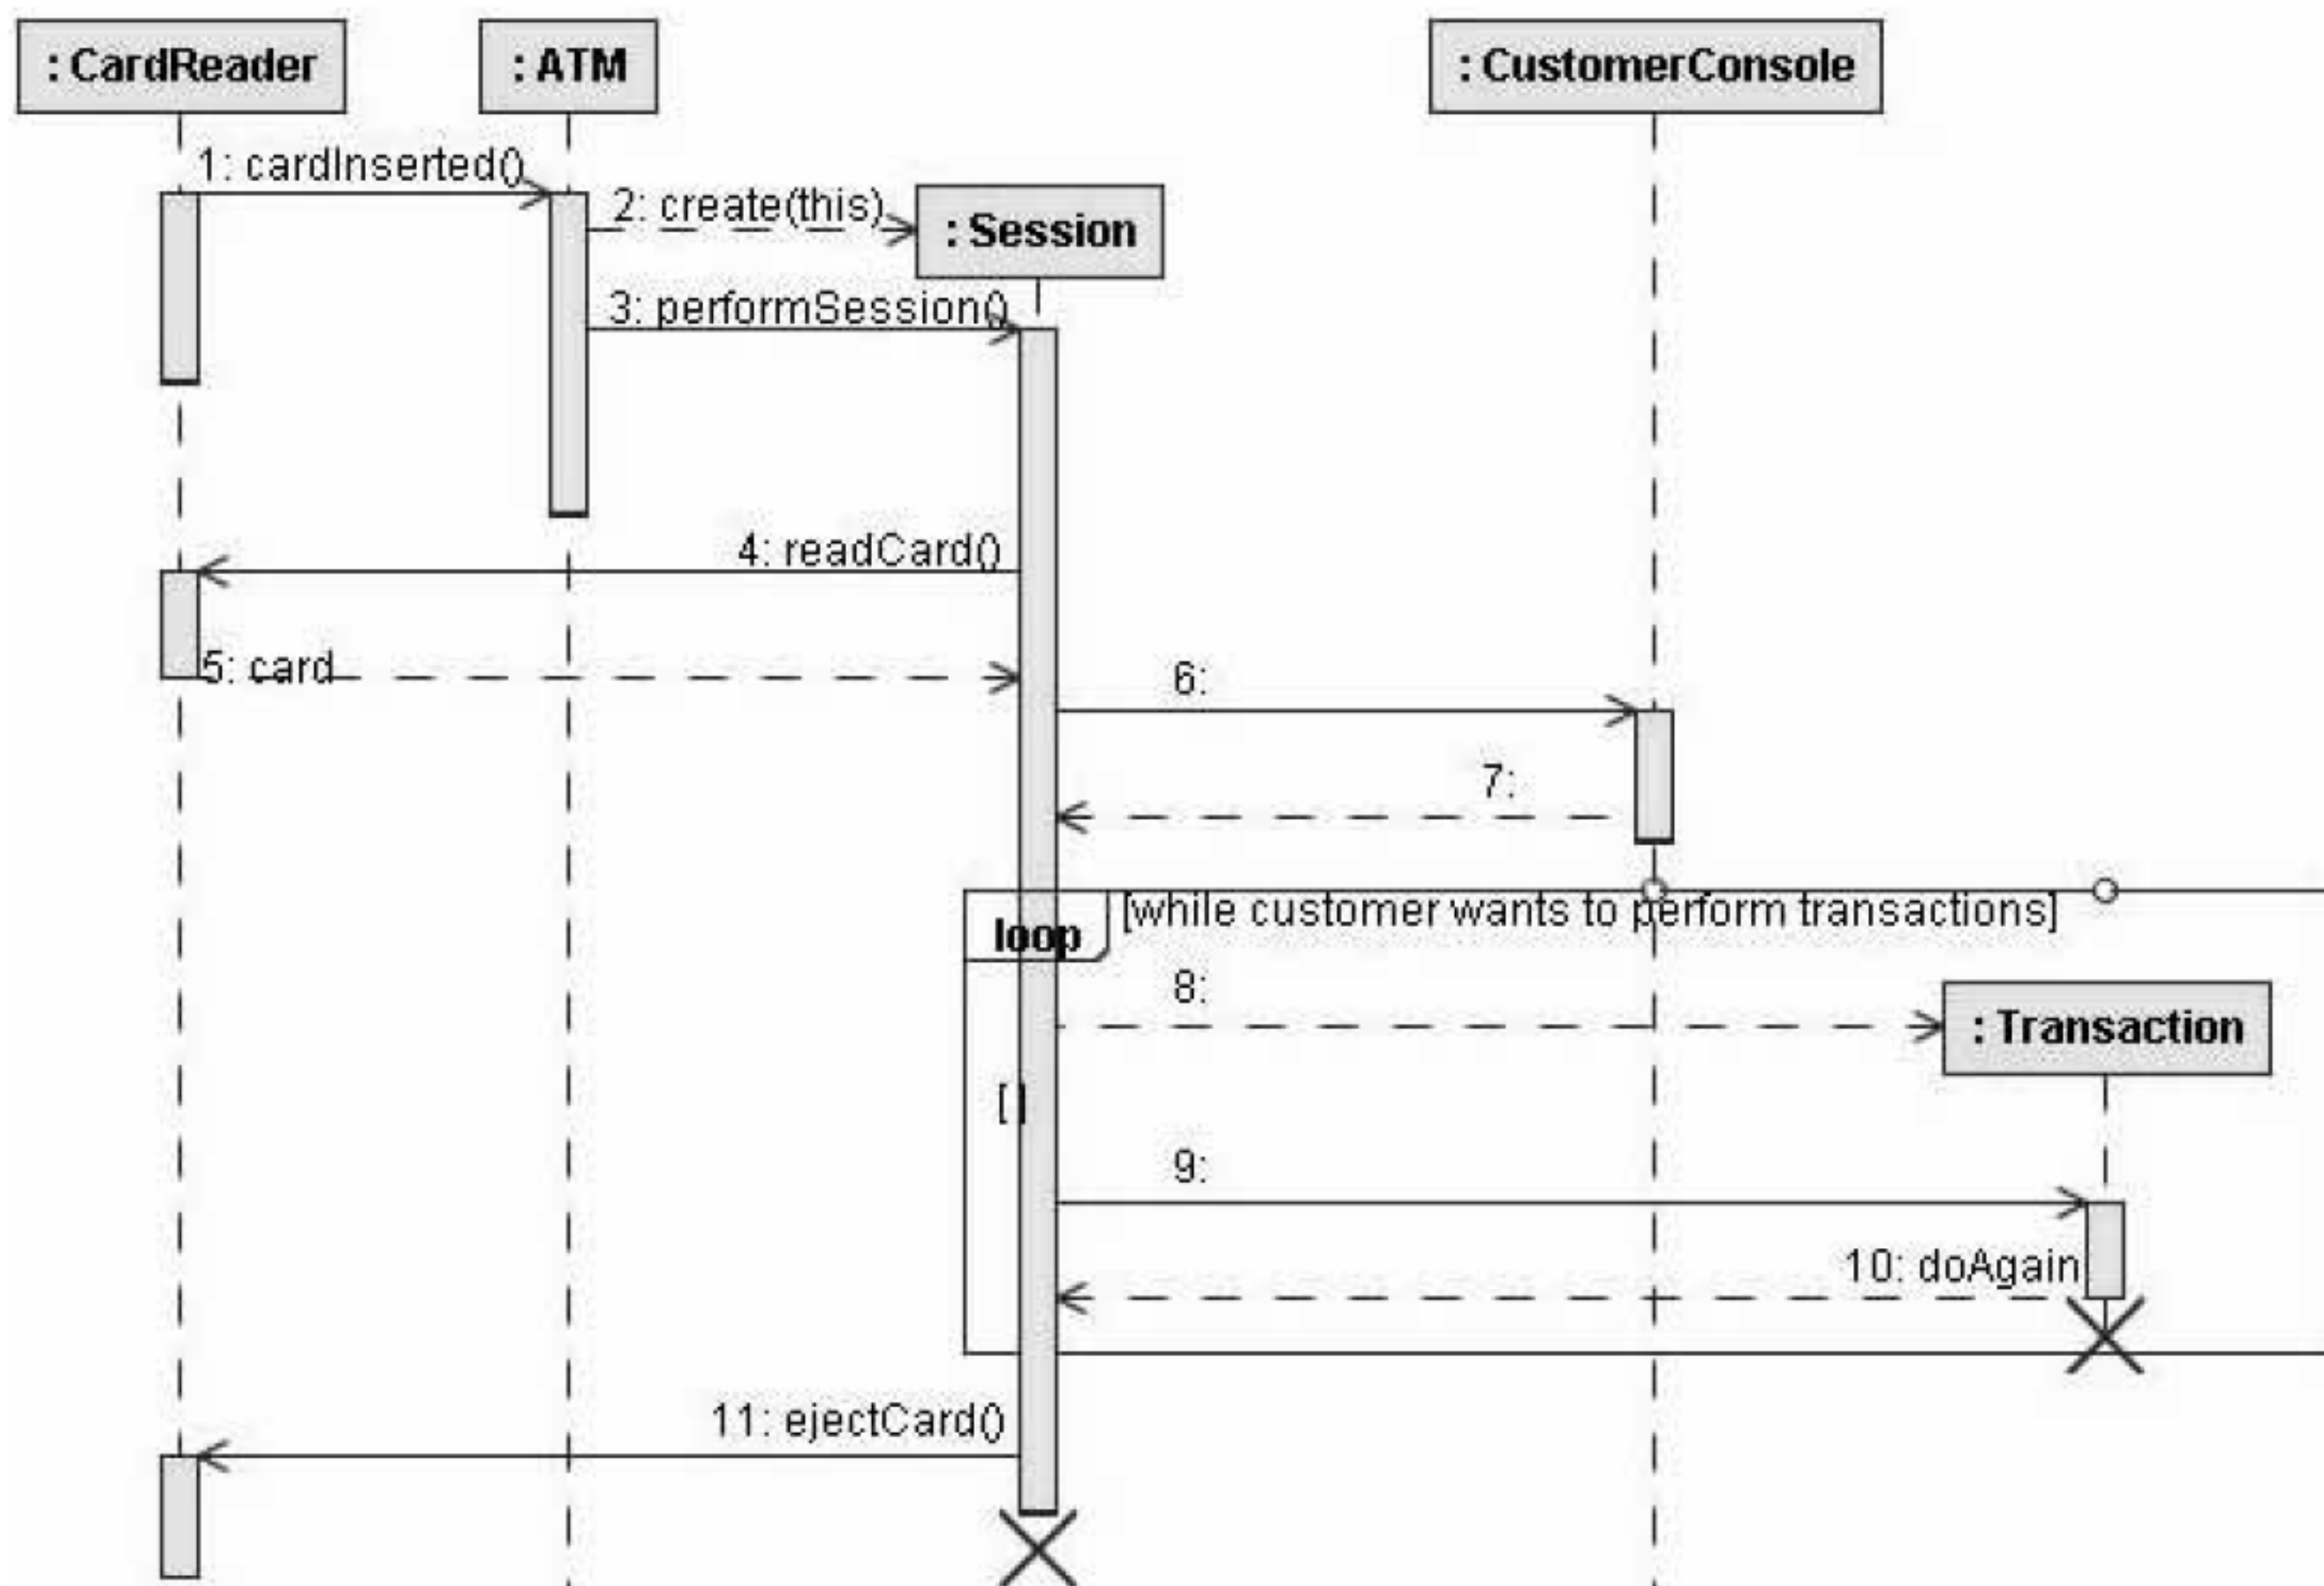 : CardReader
: ATM
: CustomerConsole
1: cardInserted()
2: create(this)
: Session
3: performSession()
4: readCard()
5: card
6:
7:
loop
[while customer wants to perform transactions]
8:
: Transaction
[ ]
9:
10: doAgain
11: ejectCard()